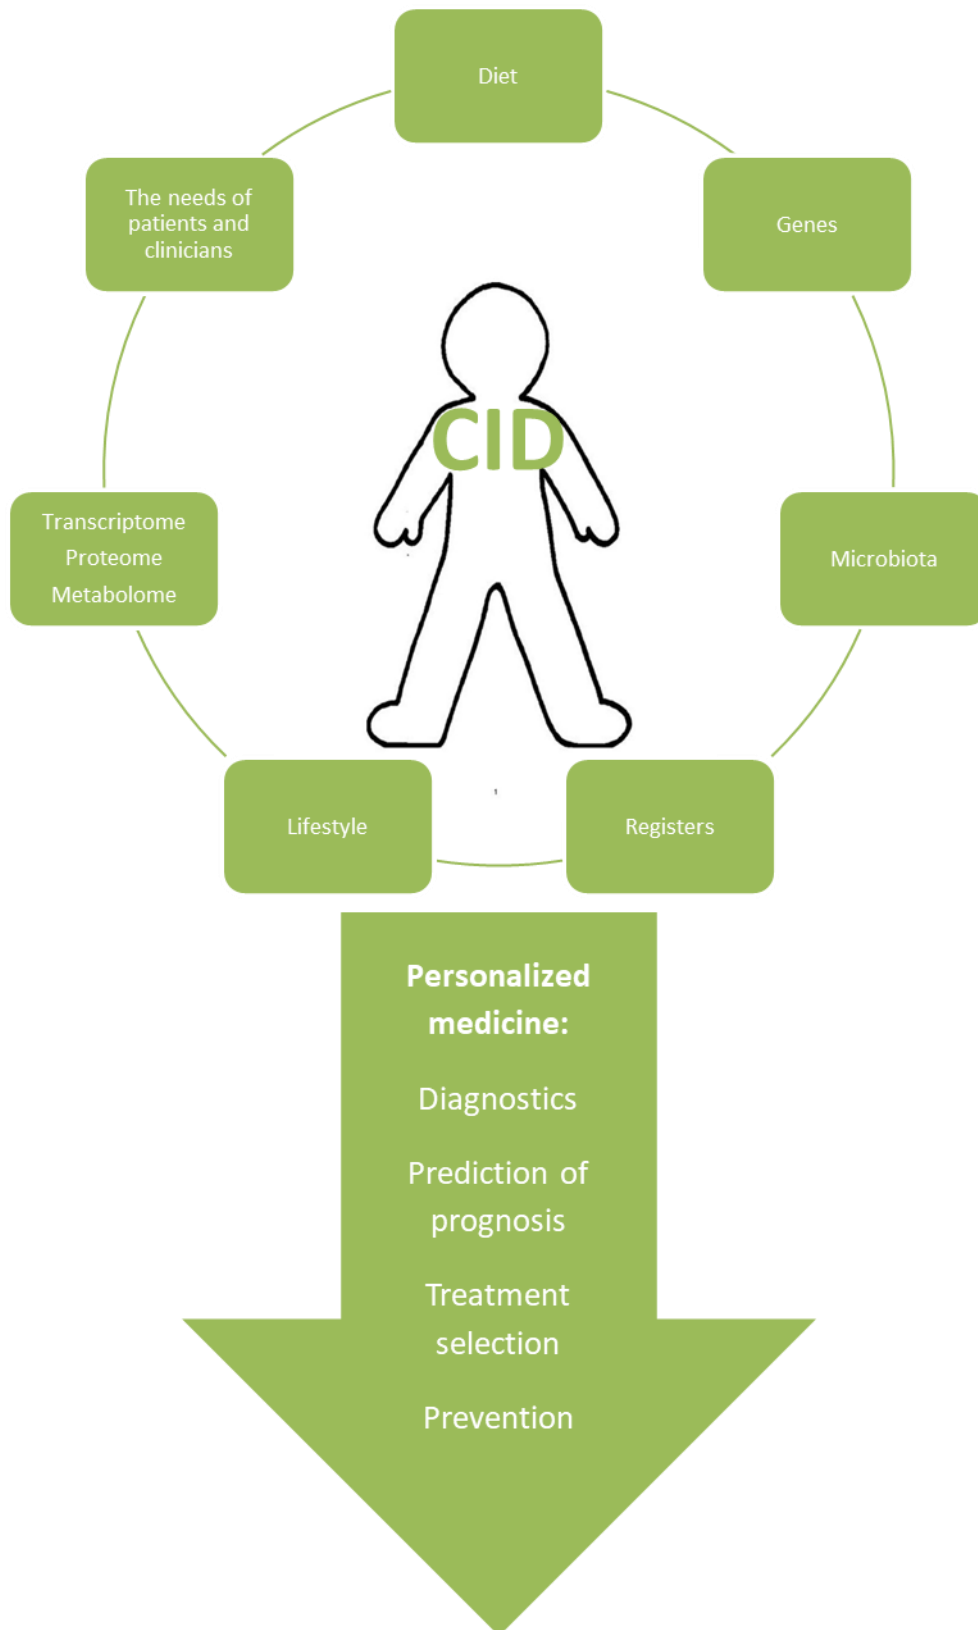 Diet
The needs of
patients and
clinicians
Genes
CID
Transcriptome
Proteome
Metabolome
Microbiota
Lifestyle
Registers
Personalized
medicine:
Diagnostics
Prediction of
prognosis
Treatment
selection
Prevention